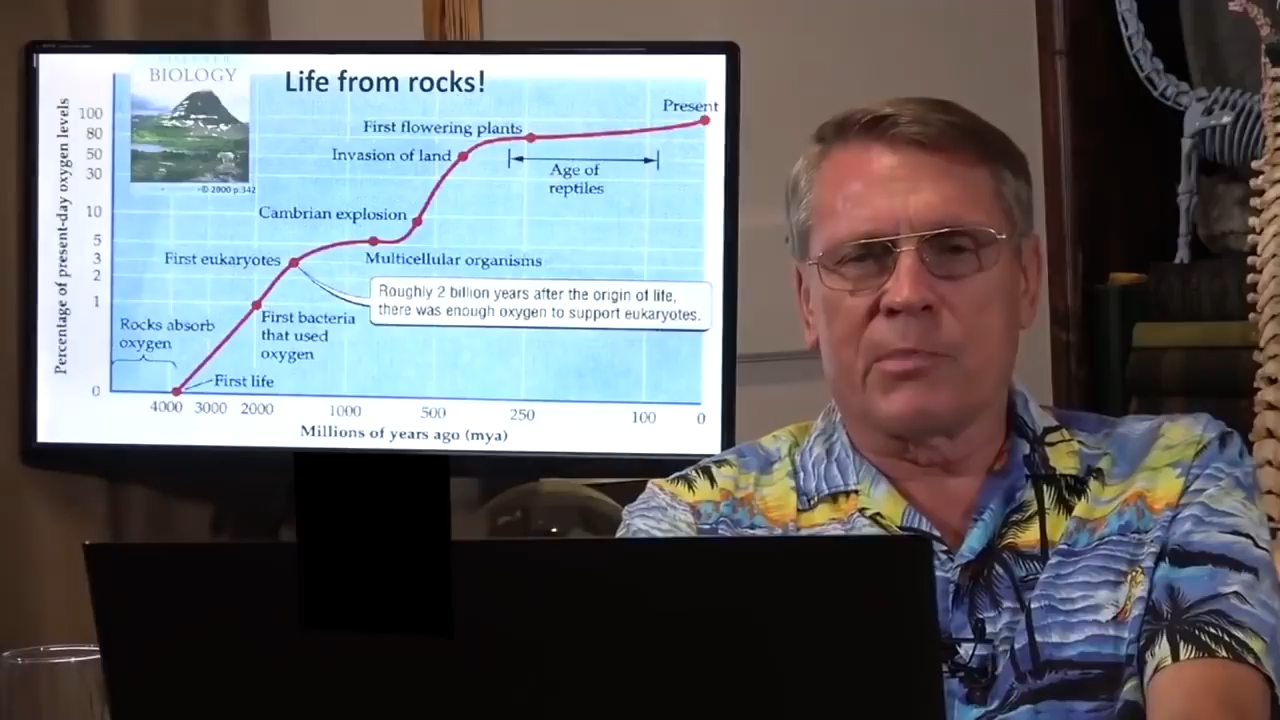 BIOLOGY
Life from rocks!
Percentage of present-day oxygen levels
100
80
50
30
10
5
3
2
1
0
Present
First flowering plants
Invasion of land
Age of
reptiles
Cambrian explosion
First eukaryotes
Multicellular organisms
Roughly 2 billion years after the origin of life,
there was enough oxygen to support eukaryotes.
Rocks absorb
oxygen
First bacteria
that used
oxygen
First life
4000 3000 2000 1000 500 250 100 0
Millions of years ago (mya)
© 2000 p.342